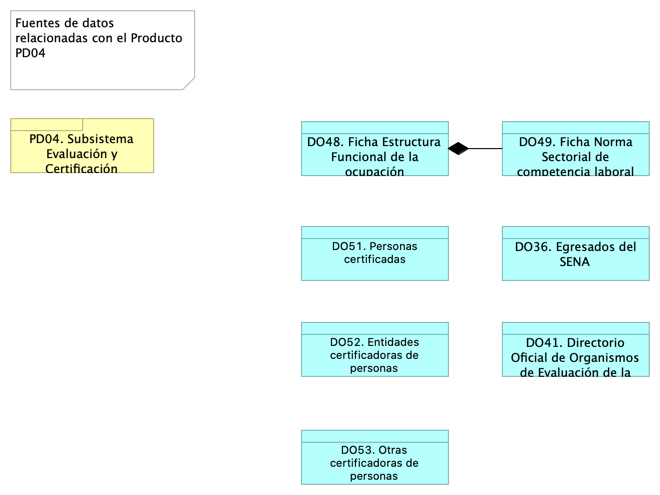 Fuentes de datos
relacionadas con el Producto
PD04
PD04. Subsistema
Evaluación y
Certificación
DO48. Ficha Estructura
Funcional de la
ocupación
DO49. Ficha Norma
Sectorial de
competencia laboral
DO51. Personas
certificadas
DO36. Egresados del
SENA
DO52. Entidades
certificadoras de
personas
DO41. Directorio
Oficial de Organismos
de Evaluación de la
DO53. Otras
certificadoras de
personas